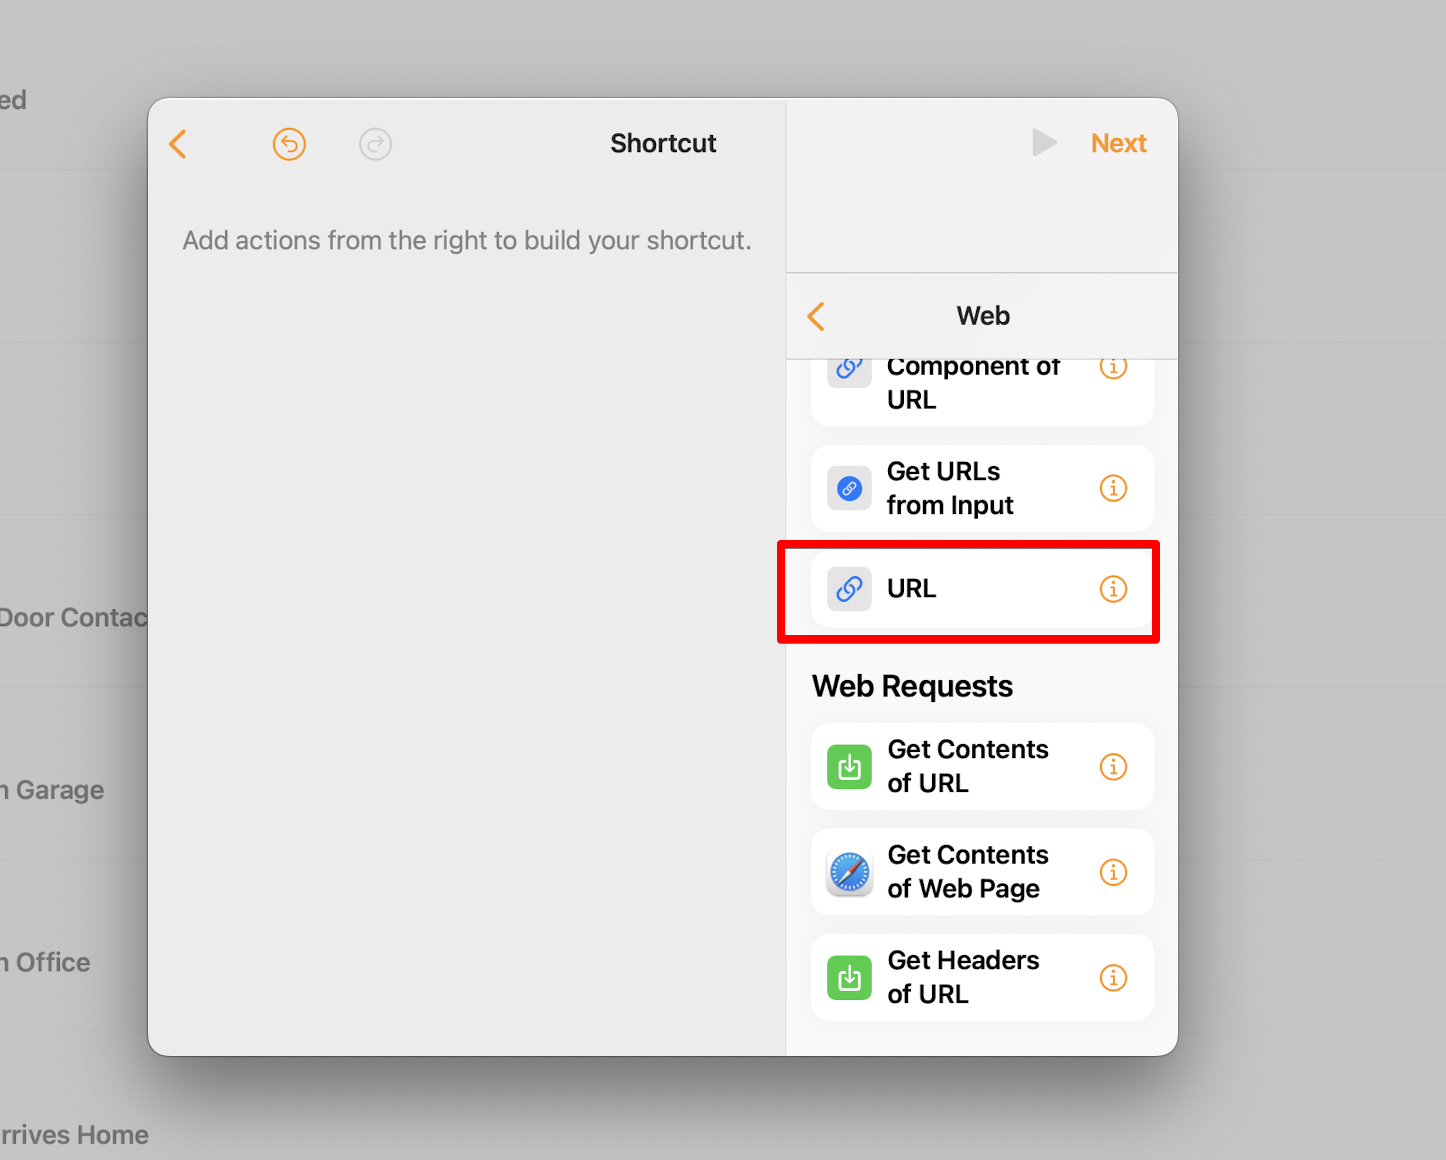 ed
Shortcut
Next
Add actions from the right to build your shortcut.
Web
Component of
URL
Get URLs
from Input
URL
Door Contac
Web Requests
Get Contents
of URL
n Garage
Get Contents
of Web Page
n Office
Get Headers
of URL
rrives Home